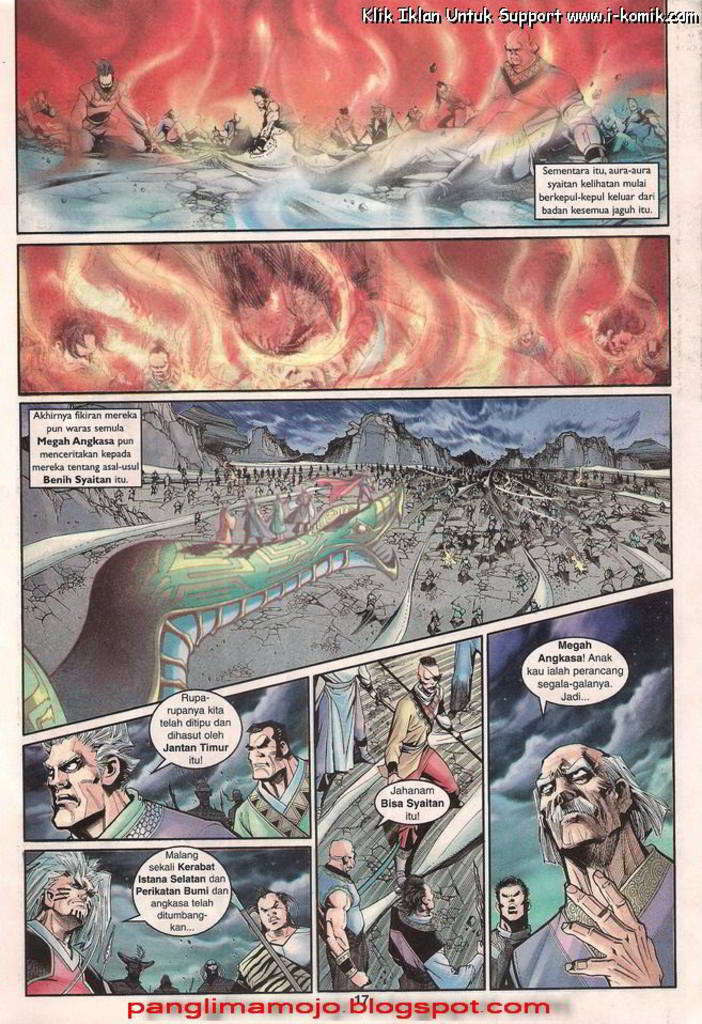 Klik Iklan Untuk Support www.i-komik.com
Sementara itu, aura-aura
syaitan kelihatan mulai
berkepul-kepul keluar dari
badan kesemua jaguh itu.
Akhirnya fikiran mereka
pun waras semula
Megah Angkasa pun
menceritakan kepada
mereka tentang asal-usul
Benih Syaitan itu.
Rupa-
rupanya kita
telah ditipu dan
dihasut oleh
Jantan Timur
itu!
Malang
sekali Kerabat
Istana Selatan dan
Perikatan Bumi dan
angkasa telah
ditumbang-
kan...
Jahanam
Bisa Syaitan
itu!
Megah
Angkasa! Anak
kau ialah perancang
segala-galanya.
Jadi...
17
panglimamojo.blogspot.com